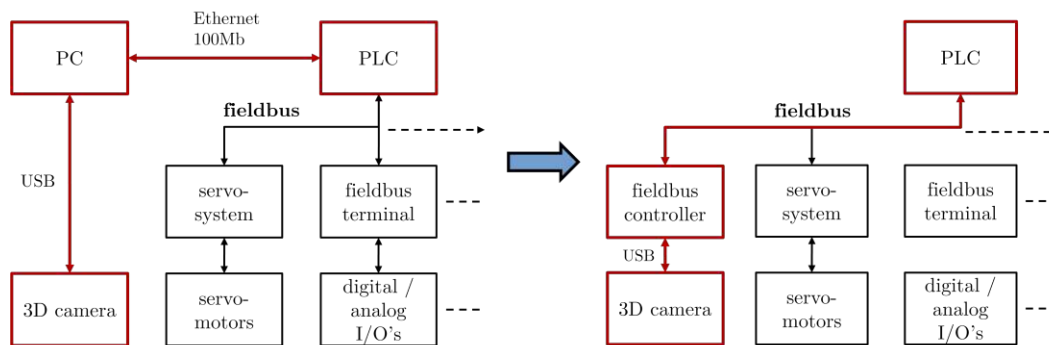 Ethernet
100Mb
PC
PLC
fieldbus
USB
servo-
system
fieldbus
terminal
3D camera
servo-
motors
digital /
analog
I/O's
PLC
fieldbus
fieldbus
controller
servo-
system
fieldbus
terminal
USB
3D camera
servo-
motors
digital /
analog
I/O's